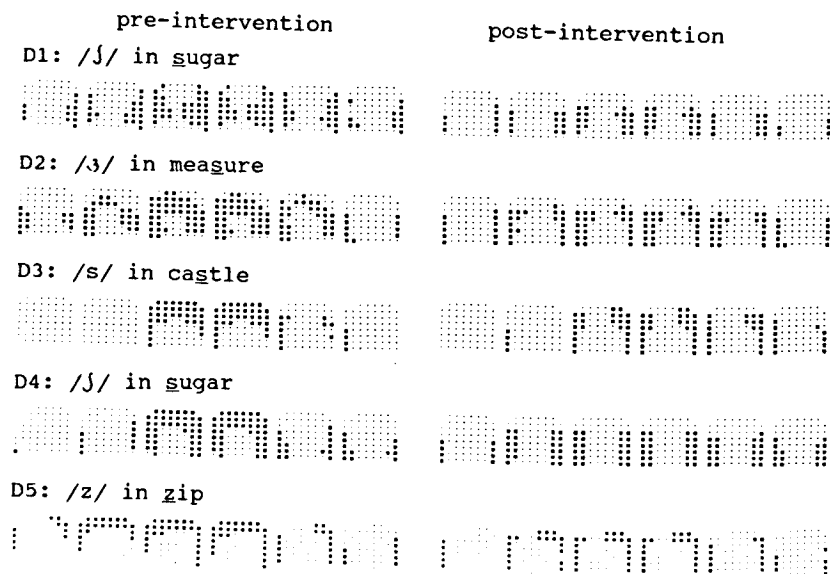 pre-intervention
post-intervention
D1: /ʃ/ in sugar
D2: /ʒ/ in measure
D3: /s/ in castle
D4: /ʃ/ in sugar
D5: /z/ in zip